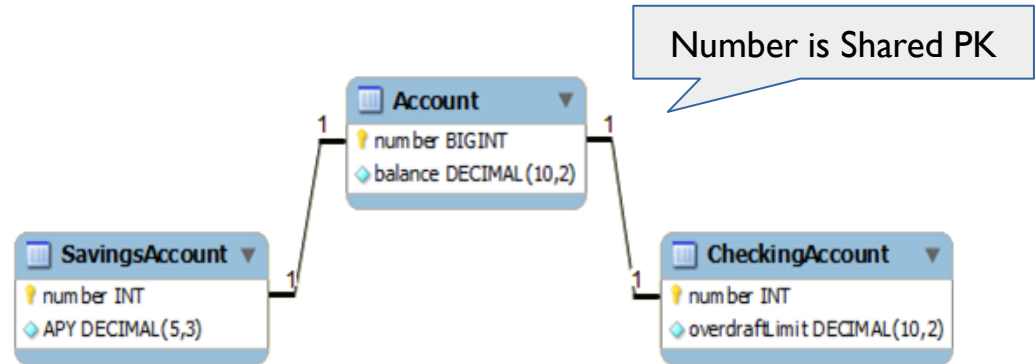 Number is Shared PK
Account
number BIGINT
balance DECIMAL(10,2)
1
1
SavingsAccount
number INT
APY DECIMAL(5,3)
1
CheckingAccount
number INT
overdraftLimit DECIMAL(10,2)
1